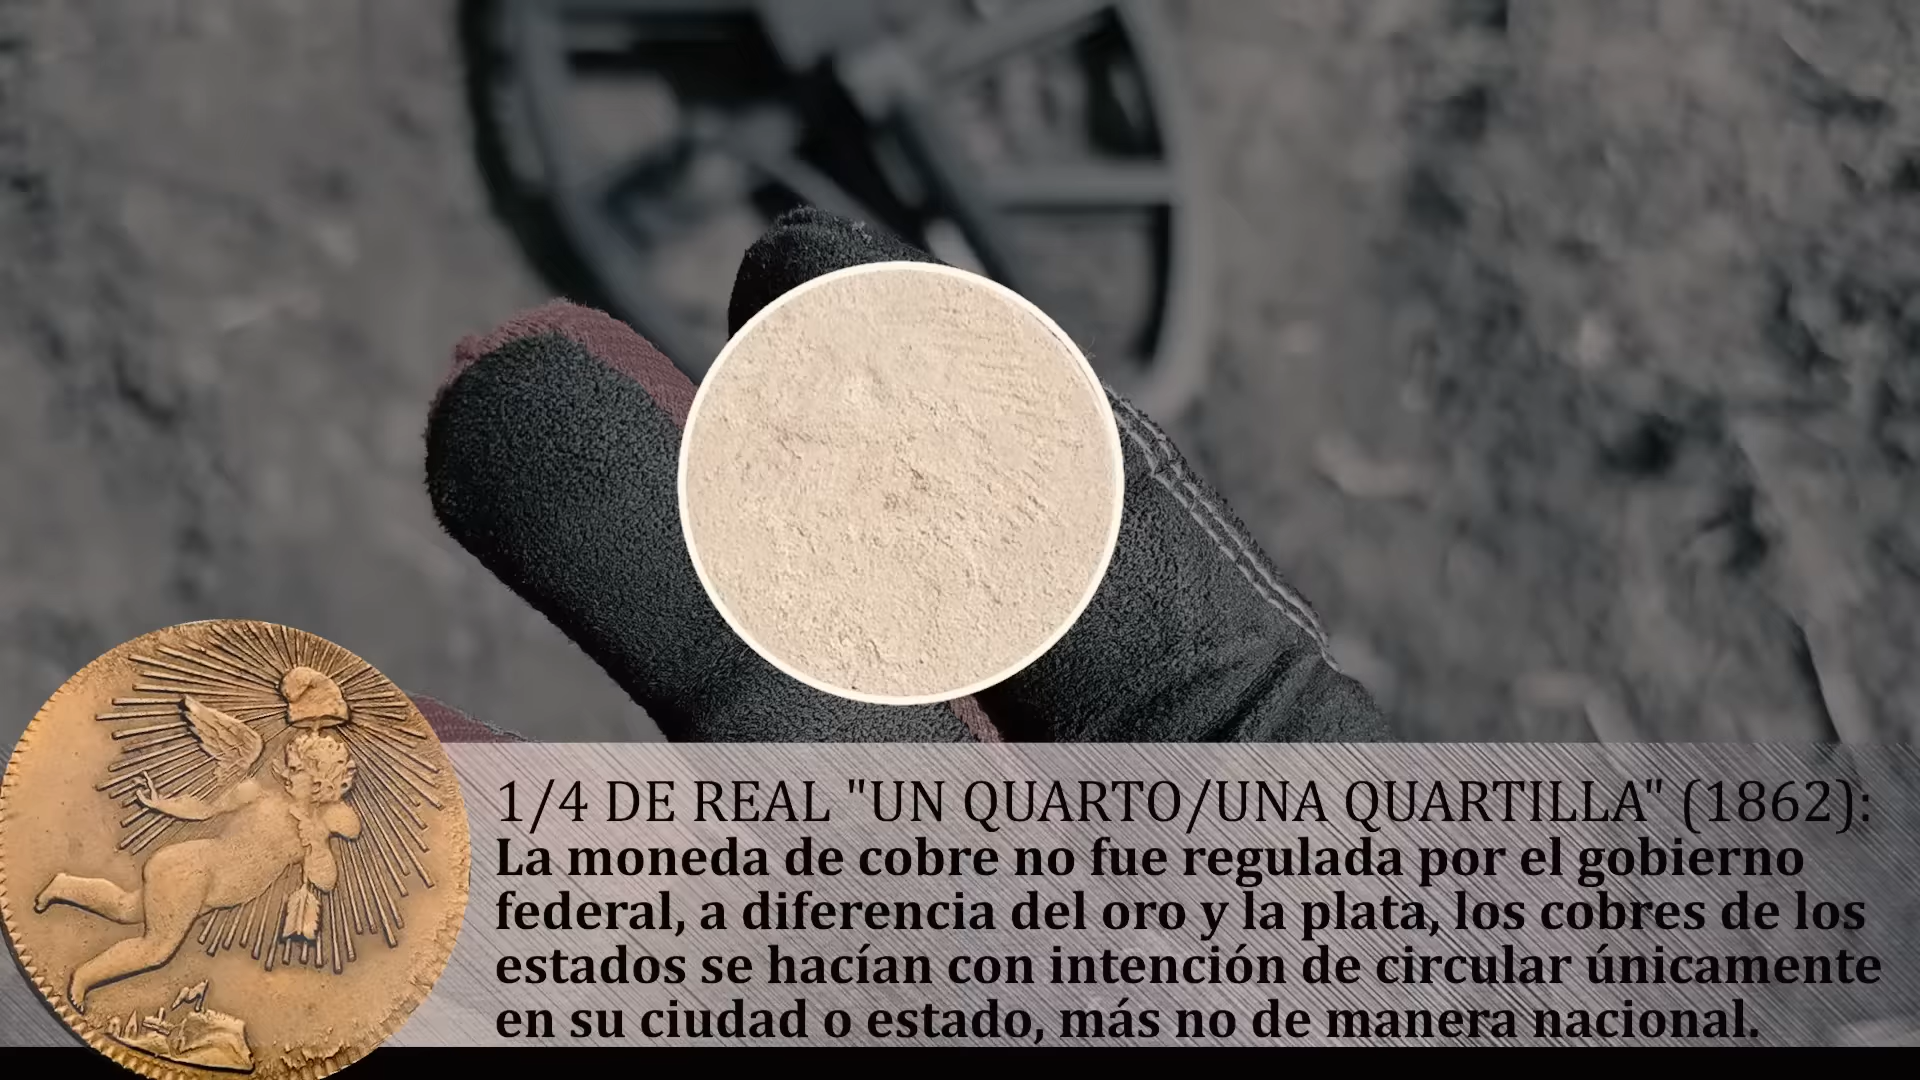 1/4 DE REAL "UN QUARTO/UNA QUARTILLA" (1862):
La moneda de cobre no fue regulada por el gobierno
federal, a diferencia del oro y la plata, los cobres de los
estados se hacían con intención de circular únicamente
en su ciudad o estado, más no de manera nacional.